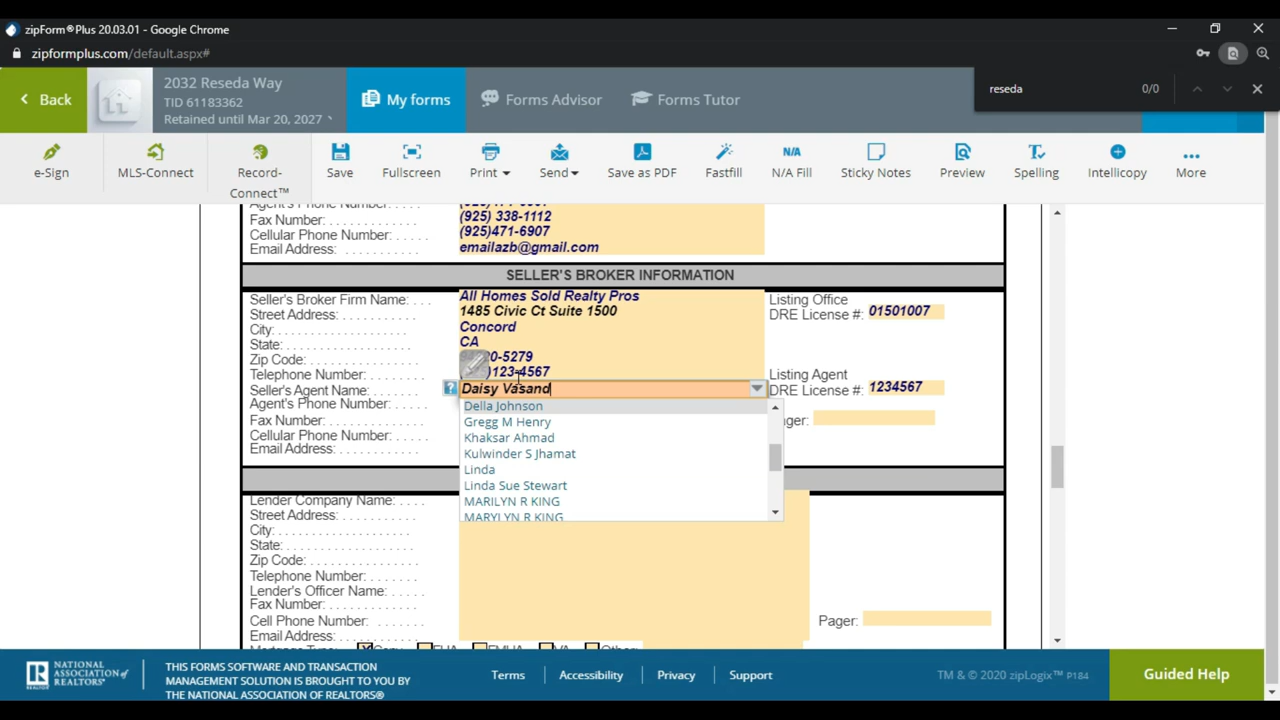 zipForm®Plus 20.03.01 - Google Chrome
zipformplus.com/default.aspx#
reseda
0/0
Back
2032 Reseda Way
TID 61183362
Retained until Mar 20, 2027
My forms
Forms Advisor
Forms Tutor
e-Sign
MLS-Connect
Record-
Connect™
Save
Fullscreen
Print
Send
Save as PDF
Fastfill
N/A
N/A Fill
Sticky Notes
Preview
Spelling
Intellicopy
More
Fax Number: (925) 338-1112
Cellular Phone Number: (925)471-6907
Email Address: emailazb@gmail.com
SELLER'S BROKER INFORMATION
Seller's Broker Firm Name: All Homes Sold Realty Pros
Listing Office
Street Address: 1485 Civic Ct Suite 1500
DRE License #: 01501007
City: Concord
State: CA
Zip Code: 0-5279
Telephone Number: )123-4567
Listing Agent
Seller's Agent Name: Daisy Vasand
DRE License #: 1234567
Agent's Phone Number:
Fax Number:
Cellular Phone Number:
Email Address:
Della Johnson
Gregg M Henry
Khaksar Ahmad
Kulwinder S Jhamat
Linda
Linda Sue Stewart
MARILYN R KING
MARYLYN R KING
Lender Company Name:
Street Address:
City:
State:
Zip Code:
Telephone Number:
Lender's Officer Name:
Fax Number:
Cell Phone Number:
Pager:
Email Address:
NATIONAL
ASSOCIATION
of REALTORS®
REALTOR®
THIS FORMS SOFTWARE AND TRANSACTION
MANAGEMENT SOLUTION IS BROUGHT TO YOU BY
THE NATIONAL ASSOCIATION OF REALTORS®
Terms
Accessibility
Privacy
Support
TM & © 2020 zipLogix™ P184
Guided Help